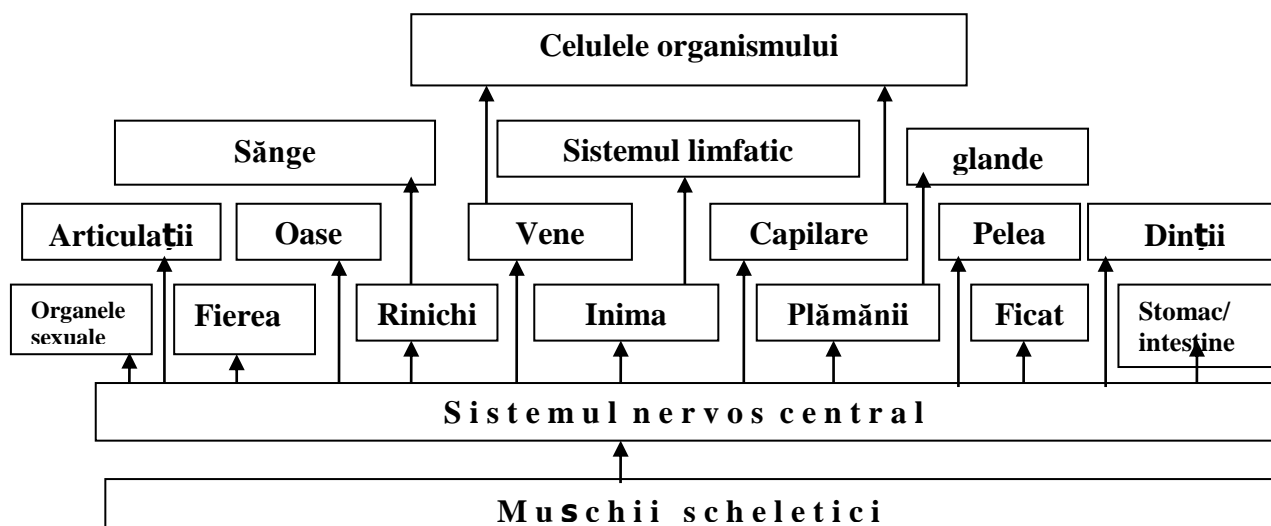 Celulele organismului
Sănge
Sistemul limfatic
glande
Articulaţii
Oase
Vene
Capilare
Pelea
Dinţii
Organele
sexuale
Fierea
Rinichi
Inima
Plămănii
Ficat
Stomac/
intestine
Sistemul nervos central
Muschii scheletici